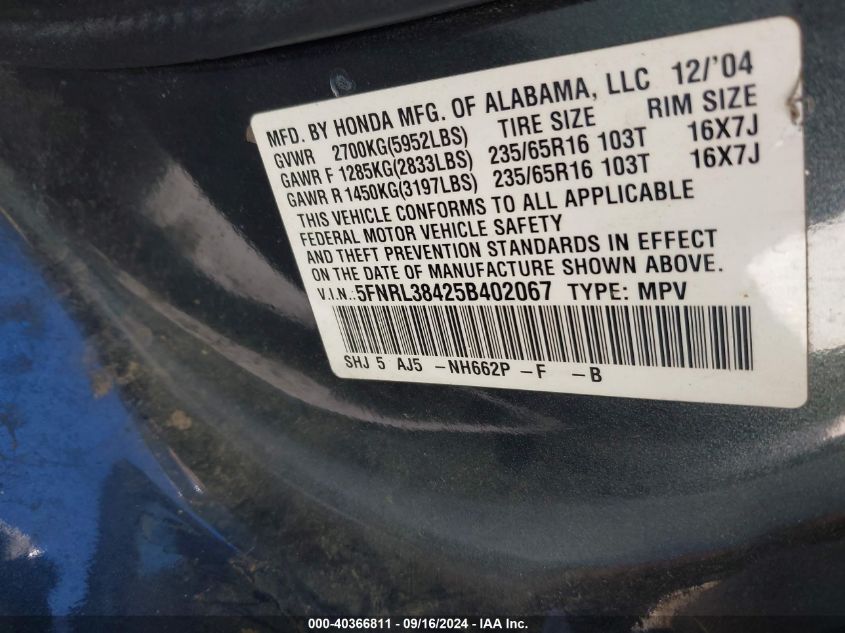 MFD. BY HONDA MFG. OF ALABAMA, LLC 12/'04
GVWR 2700KG(5952LBS) TIRE SIZE RIM SIZE
GAWR F 1285KG(2833LBS) 235/65R16 103T 16X7J
GAWR R 1450KG(3197LBS) 235/65R16 103T 16X7J
THIS VEHICLE CONFORMS TO ALL APPLICABLE
FEDERAL MOTOR VEHICLE SAFETY
AND THEFT PREVENTION STANDARDS IN EFFECT
ON THE DATE OF MANUFACTURE SHOWN ABOVE.
V.I.N.: 5FNRL38425B402067 TYPE: MPV
SHJ 5 AJ5 -NH662P -F -B
000-40366811 - 09/16/2024 - IAA Inc.